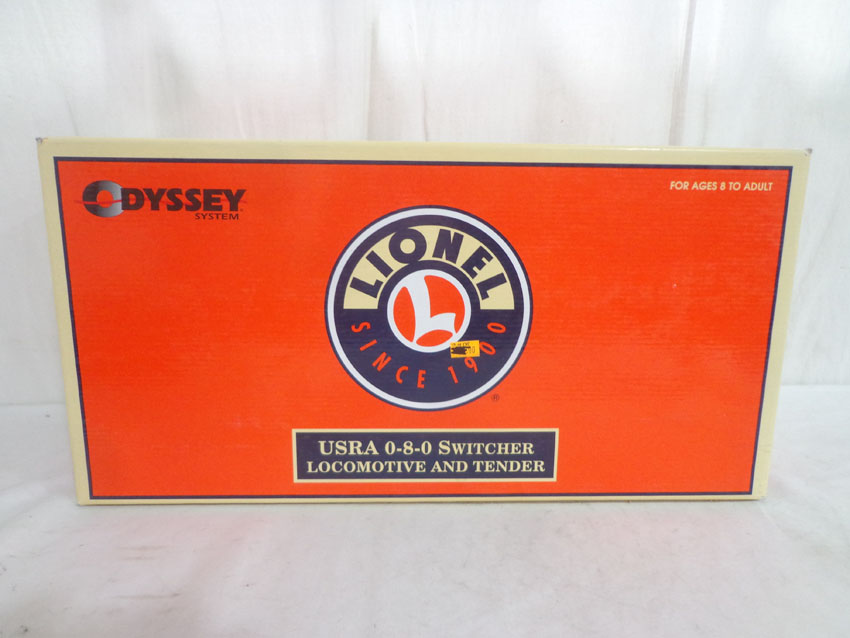 ODYSSEY
SYSTEM
FOR AGES 8 TO ADULT
LIONEL
L
SINCE 1900
®
USRA 0-8-0 SWITCHER
LOCOMOTIVE AND TENDER